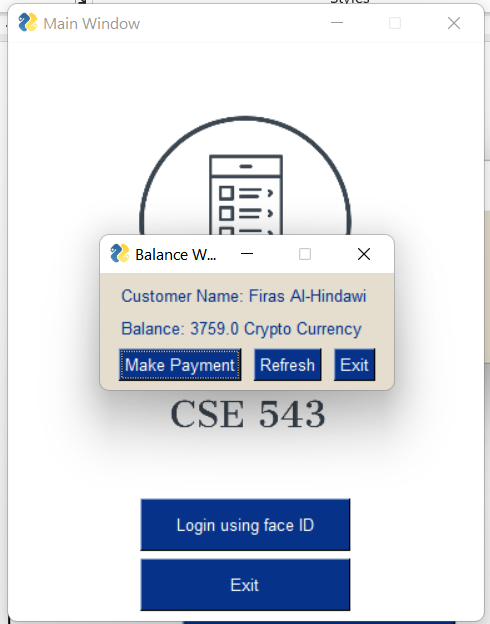 Styles
Main Window
Balance W...
Customer Name: Firas Al-Hindawi
Balance: 3759.0 Crypto Currency
Make Payment Refresh Exit
CSE 543
Login using face ID
Exit